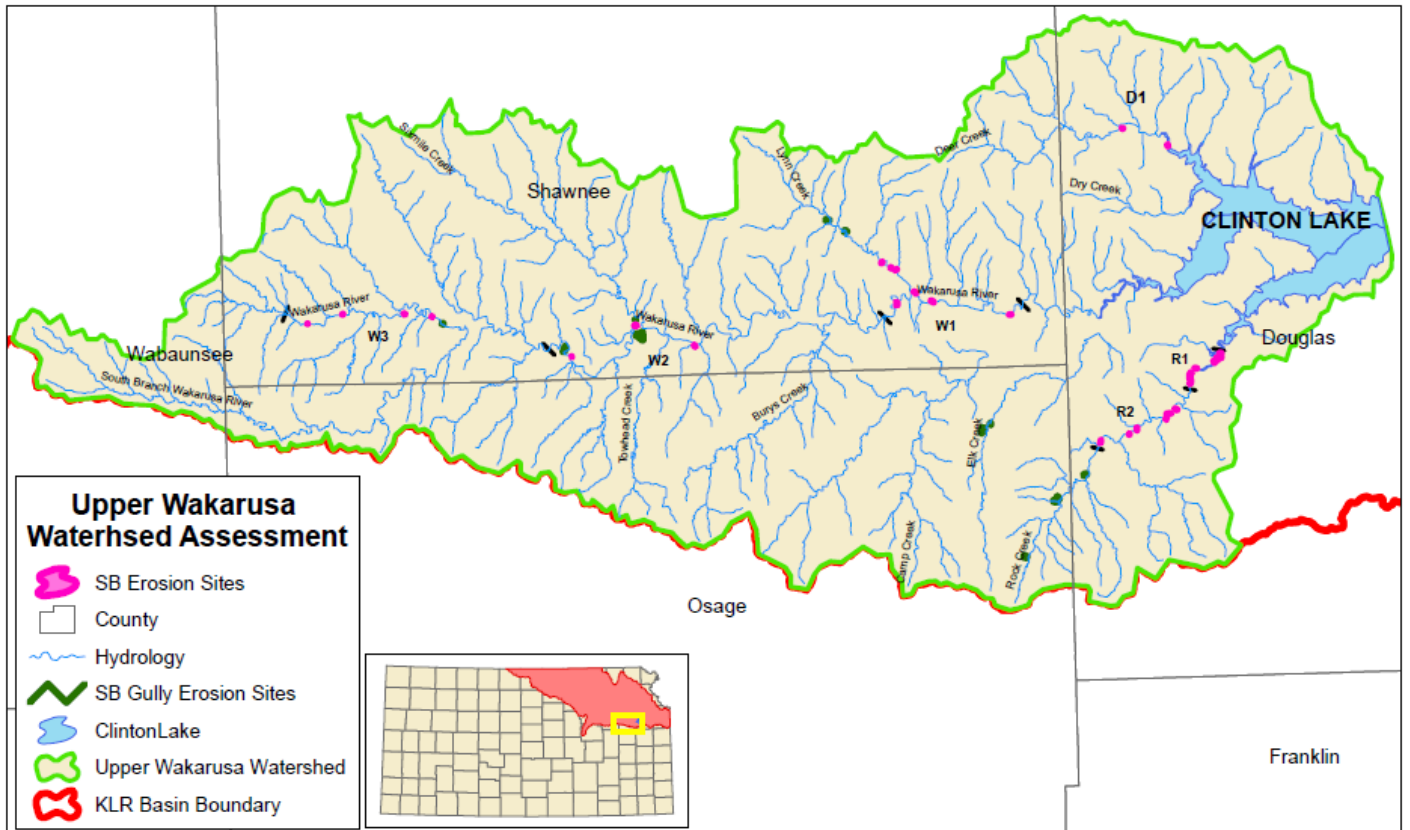 D1
Sixmile Creek
Deer Creek
Lynn Creek
Shawnee
Dry Creek
CLINTON LAKE
Wakarusa River
Wakarusa River
Wakarusa River
W3
W1
Wabaunsee
W2
Douglas
R1
South Branch Wakarusa River
Burys Creek
R2
Towhead Creek
Elk Creek
Camp Creek
Rock Creek
Osage
Franklin
Upper Wakarusa
Waterhsed Assessment
SB Erosion Sites
County
Hydrology
SB Gully Erosion Sites
ClintonLake
Upper Wakarusa Watershed
KLR Basin Boundary